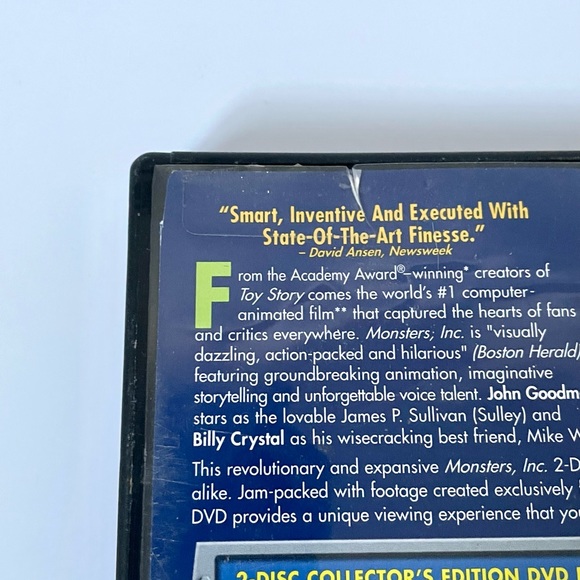 "Smart, Inventive And Executed With
State-Of-The-Art Finesse."
– David Ansen, Newsweek
From the Academy Award®–winning* creators of
Toy Story comes the world's #1 computer-
animated film** that captured the hearts of fans
and critics everywhere. Monsters, Inc. is "visually
dazzling, action-packed and hilarious" (Boston Herald),
featuring groundbreaking animation, imaginative
storytelling and unforgettable voice talent. John Goodm
stars as the lovable James P. Sullivan (Sulley) and
Billy Crystal as his wisecracking best friend, Mike W
This revolutionary and expansive Monsters, Inc. 2-D
alike. Jam-packed with footage created exclusively
DVD provides a unique viewing experience that you
2-DISC COLLECTOR'S EDITION DVD